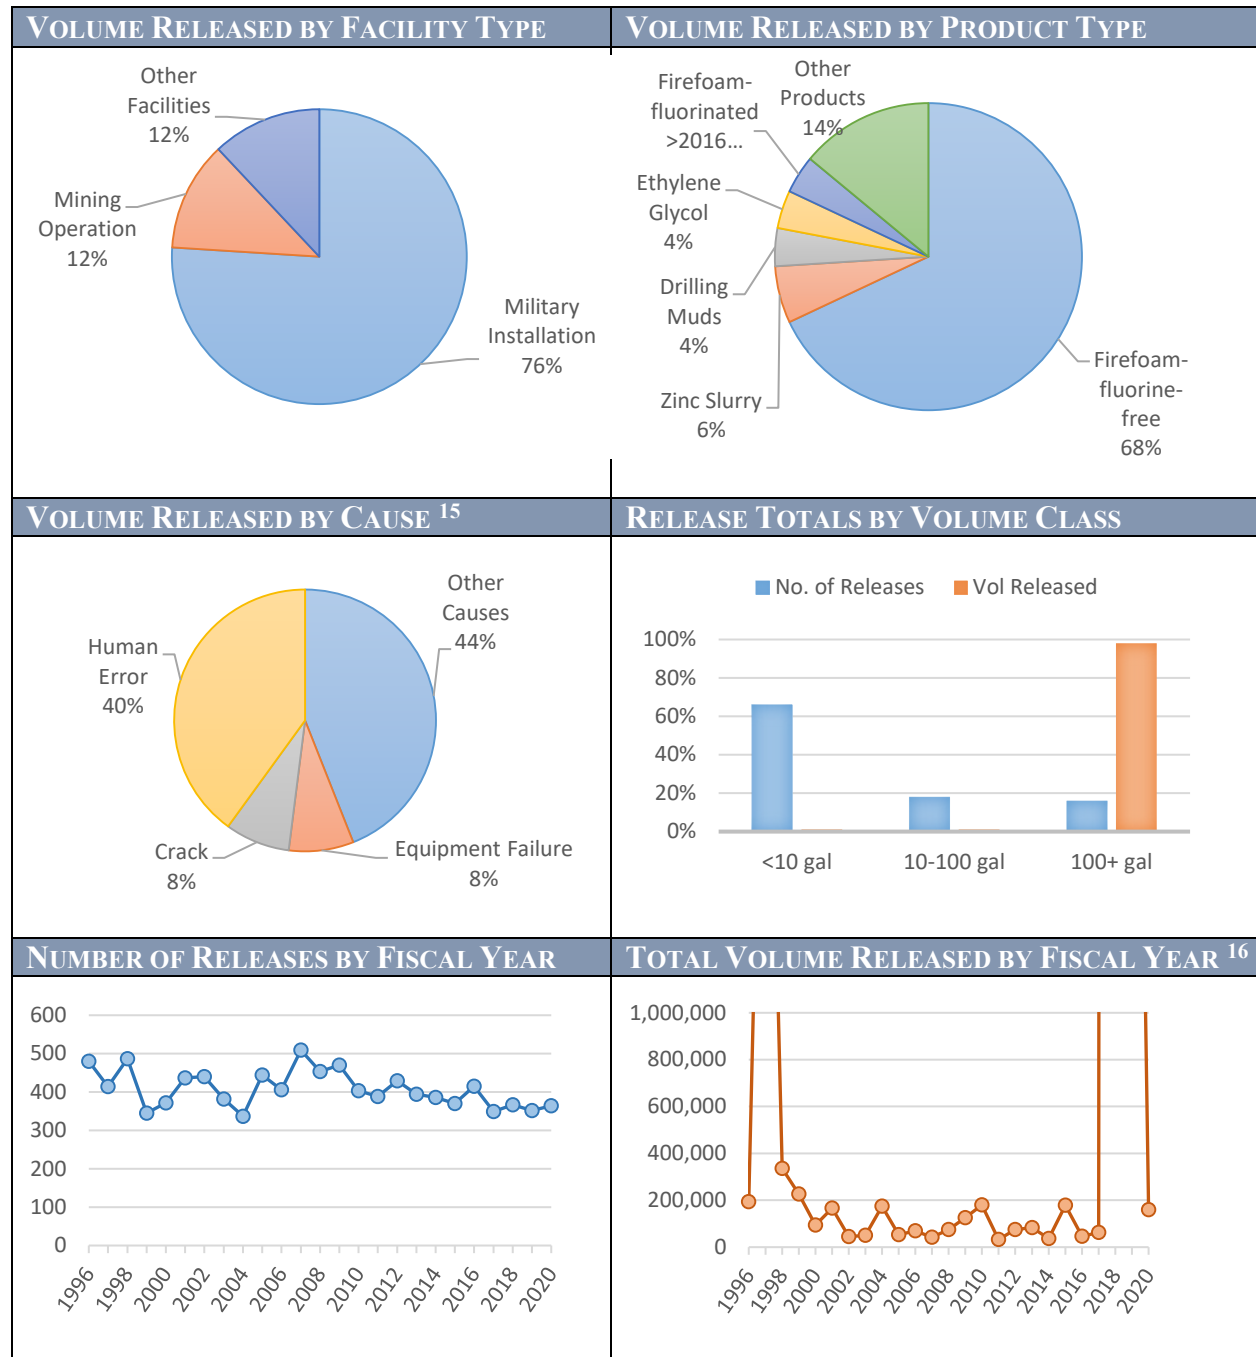 VOLUME RELEASED BY FACILITY TYPE
VOLUME RELEASED BY PRODUCT TYPE
Other
Facilities
12%
Mining
Operation
12%
Military
Installation
76%
Firefoam-
fluorinated
>2016...
Other
Products
14%
Ethylene
Glycol
4%
Drilling
Muds
4%
Zinc Slurry
6%
Firefoam-
fluorine-
free
68%
VOLUME RELEASED BY CAUSE 15
RELEASE TOTALS BY VOLUME CLASS
Other
Causes
44%
Human
Error
40%
Crack
8%
Equipment Failure
8%
No. of Releases
Vol Released
100%
80%
60%
40%
20%
0%
<10 gal
10-100 gal
100+ gal
NUMBER OF RELEASES BY FISCAL YEAR
TOTAL VOLUME RELEASED BY FISCAL YEAR 16
600
500
400
300
200
100
0
1996
1998
2000
2002
2004
2006
2008
2010
2012
2014
2016
2018
2020
1,000,000
800,000
600,000
400,000
200,000
0
1996
1998
2000
2002
2004
2006
2008
2010
2012
2014
2016
2018
2020